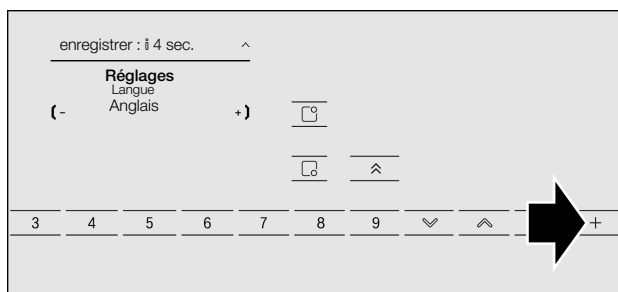 enregistrer : i 4 sec.
Réglages
Langue
- Anglais +
3 4 5 6 7 8 9 +